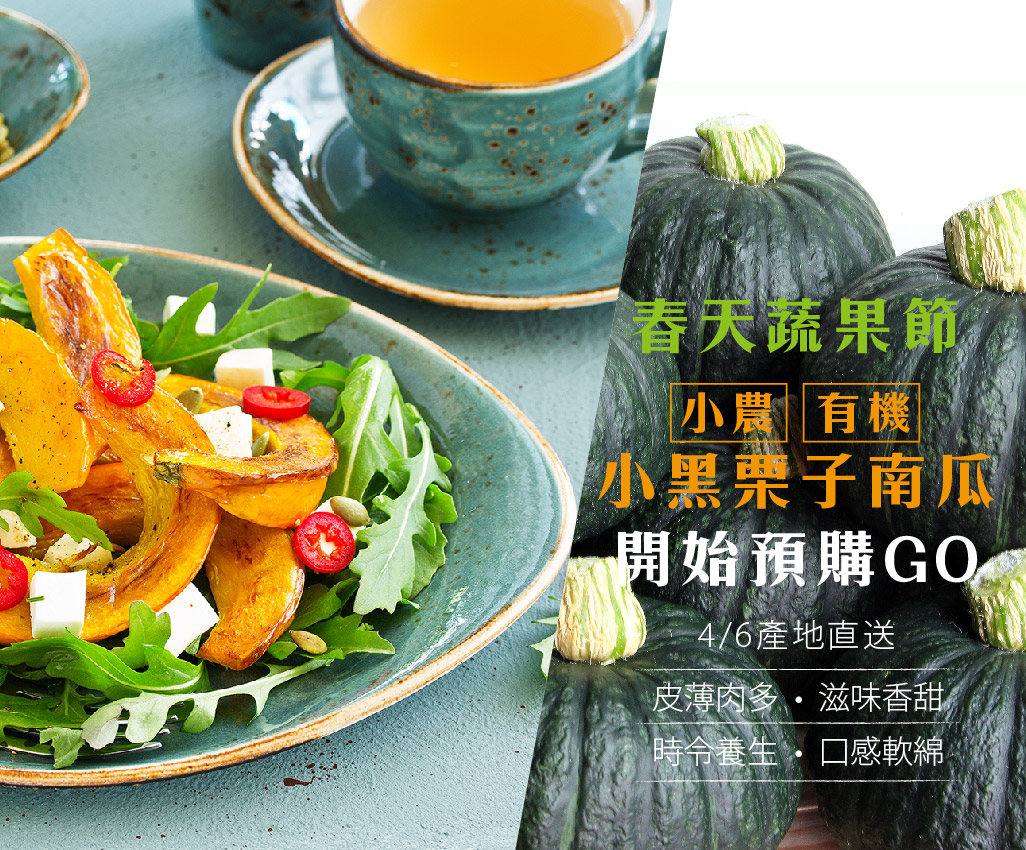 春天蔬果節
小農 有機
小黑栗子南瓜
開始預購GO
4/6產地直送
皮薄肉多・滋味香甜
時令養生・口感軟綿